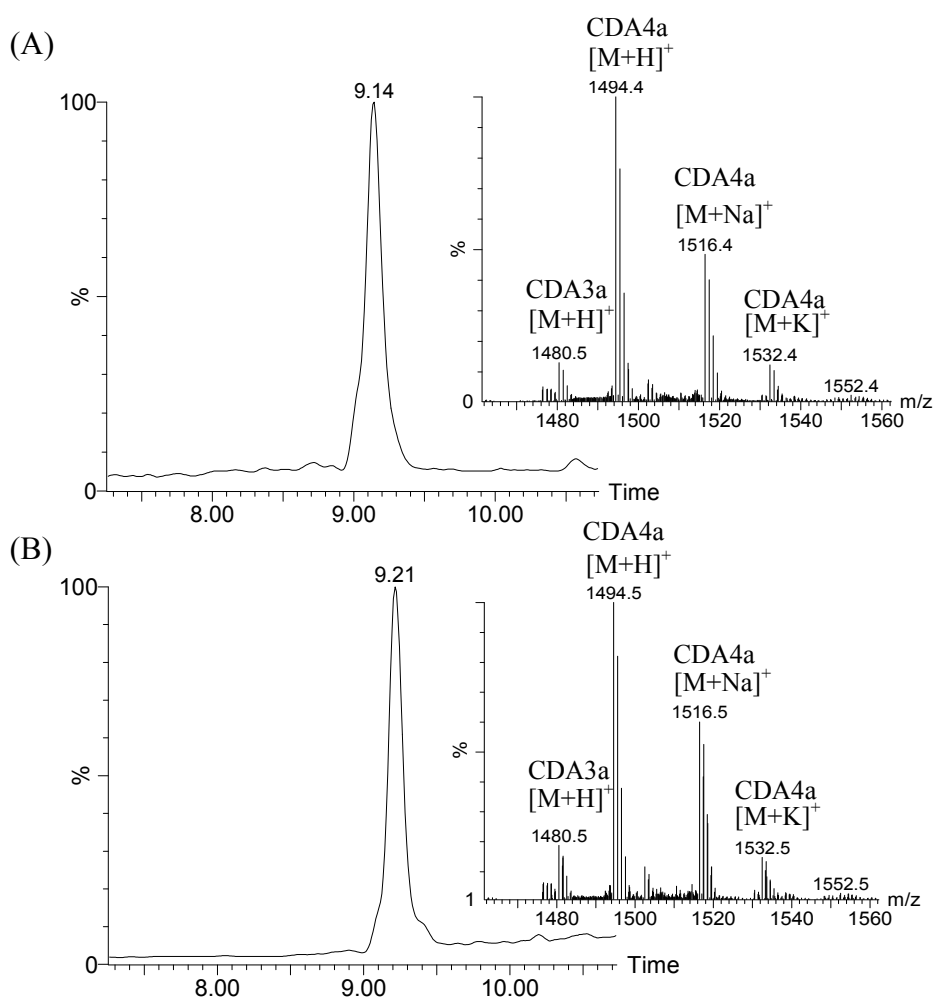 (A)
100
%
0
9.14
8.00 9.00 10.00
Time
CDA4a
[M+H]+
1494.4
CDA4a
[M+Na]+
1516.4
CDA3a
[M+H]+
1480.5
CDA4a
[M+K]+
1532.4
1552.4
%
0
m/z
1480 1500 1520 1540 1560
(B)
100
%
0
9.21
8.00 9.00 10.00
Time
CDA4a
[M+H]+
1494.5
CDA4a
[M+Na]+
1516.5
CDA3a
[M+H]+
1480.5
CDA4a
[M+K]+
1532.5
1552.5
%
1
m/z
1480 1500 1520 1540 1560